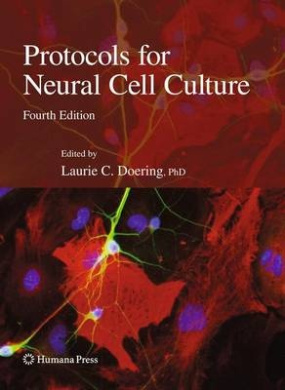 Protocols for
Neural Cell Culture
Fourth Edition
Edited by
Laurie C. Doering, PhD
Humana Press